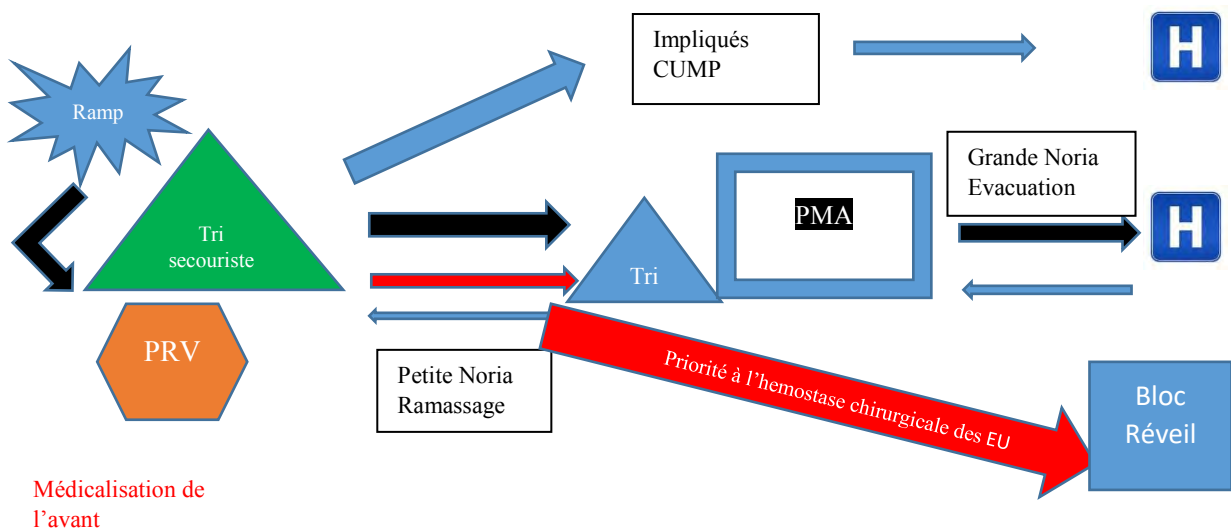 Ramp
Tri
secouriste
PRV
Médicalisation de
l’avant
Impliqués
CUMP
H
Tri
PMA
Grande Noria
Evacuation
H
Petite Noria
Ramassage
Priorité à l’hemostase chirurgicale des EU
Bloc
Réveil